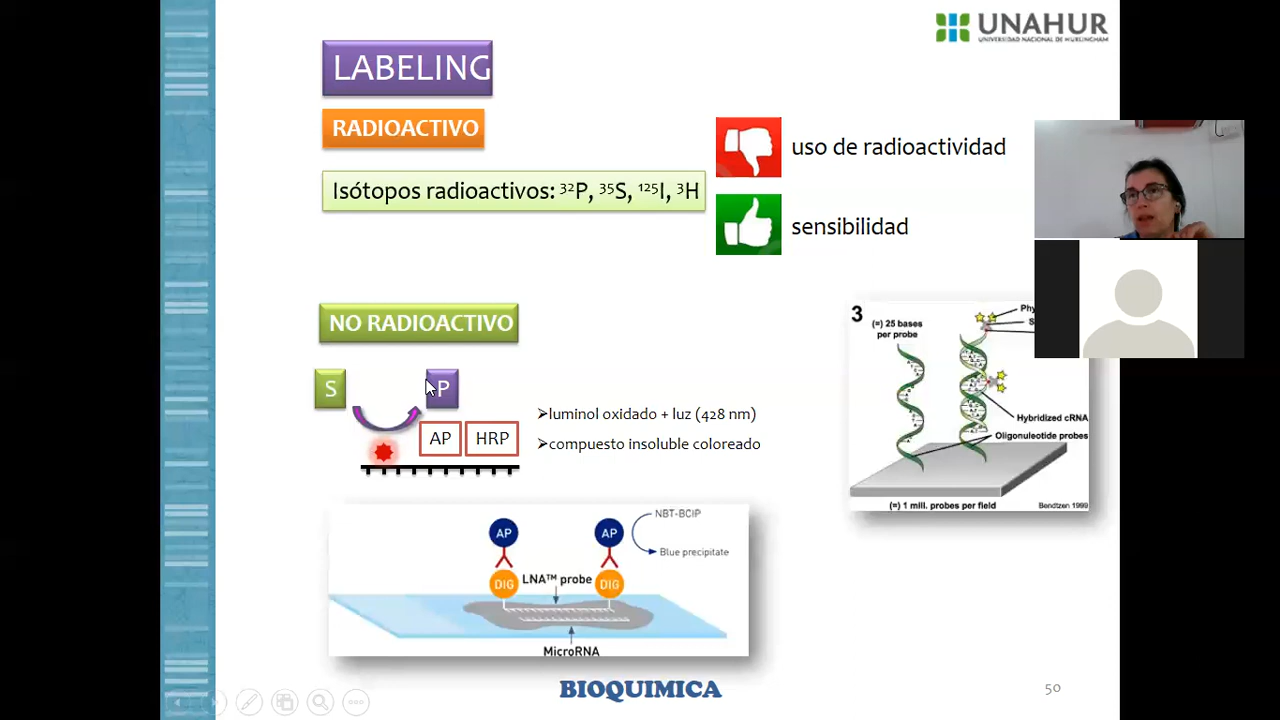 UNAHUR
UNIVERSIDAD NACIONAL DE HURLINGHAM
LABELING
RADIOACTIVO
Isótopos radioactivos: ³²P, ³⁵S, ¹²⁵I, ³H
uso de radioactividad
sensibilidad
NO RADIOACTIVO
S
P
AP
HRP
➢luminol oxidado + luz (428 nm)
➢compuesto insoluble coloreado
3
(=) 25 bases
per probe
Hybridized cRNA
Oligonuleotide probes
(=) 1 mill. probes per field
Bendtzen 1999
AP
AP
NBT-BCIP
Blue precipitate
DIG
LNA™ probe
DIG
MicroRNA
BIOQUIMICA
50